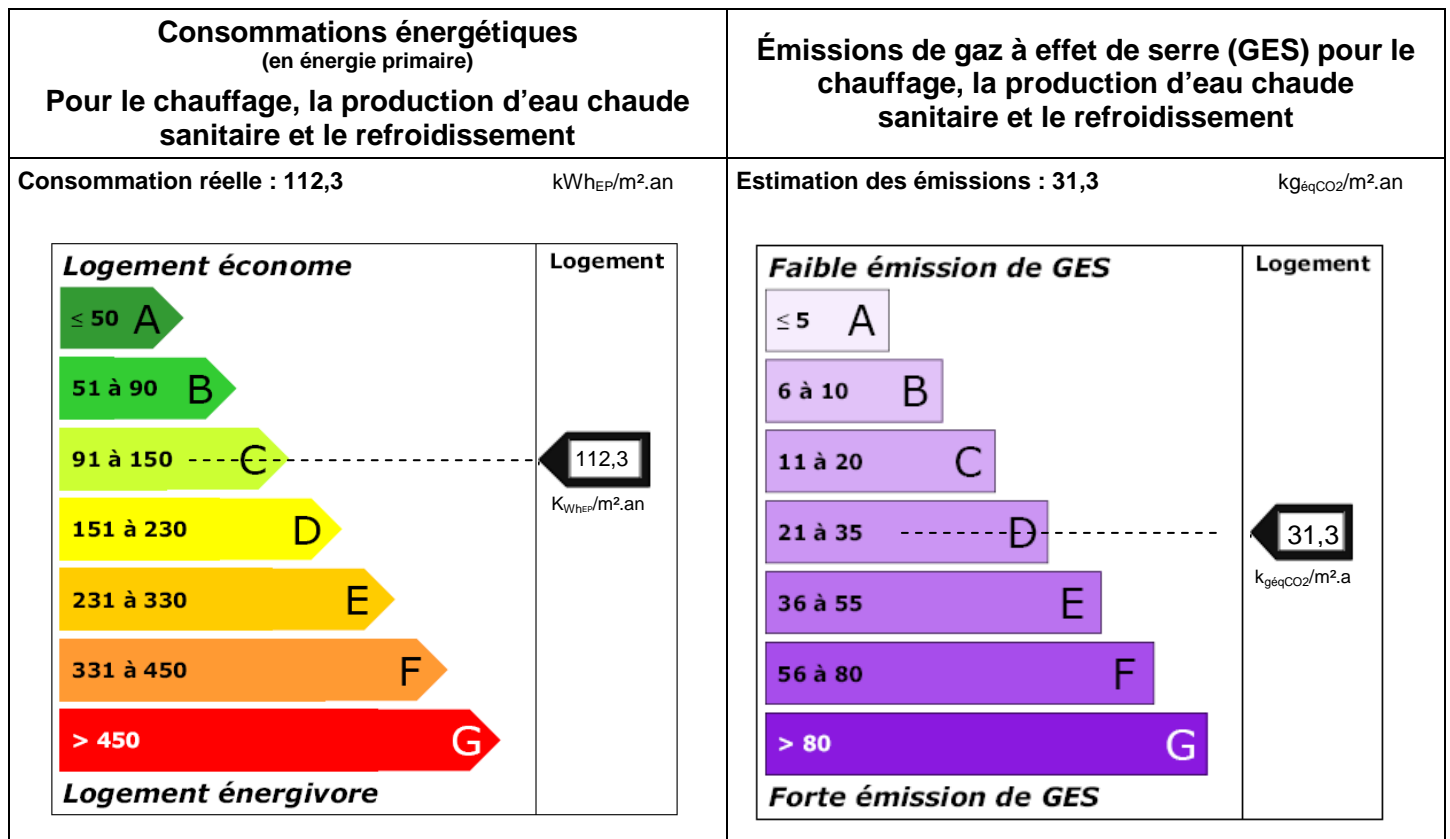 Consommations énergétiques
(en énergie primaire)
Pour le chauffage, la production d’eau chaude
sanitaire et le refroidissement
Émissions de gaz à effet de serre (GES) pour le
chauffage, la production d’eau chaude
sanitaire et le refroidissement
Consommation réelle : 112,3 kWhEP/m².an
Estimation des émissions : 31,3 kgéqCO2/m².an
Logement économe
Logement
≤ 50 A
51 à 90 B
91 à 150 C
112,3
KWhEP/m².an
151 à 230 D
231 à 330 E
331 à 450 F
> 450 G
Logement énergivore
Faible émission de GES
Logement
≤ 5 A
6 à 10 B
11 à 20 C
21 à 35 D
31,3
kgéqCO2/m².a
36 à 55 E
56 à 80 F
> 80 G
Forte émission de GES